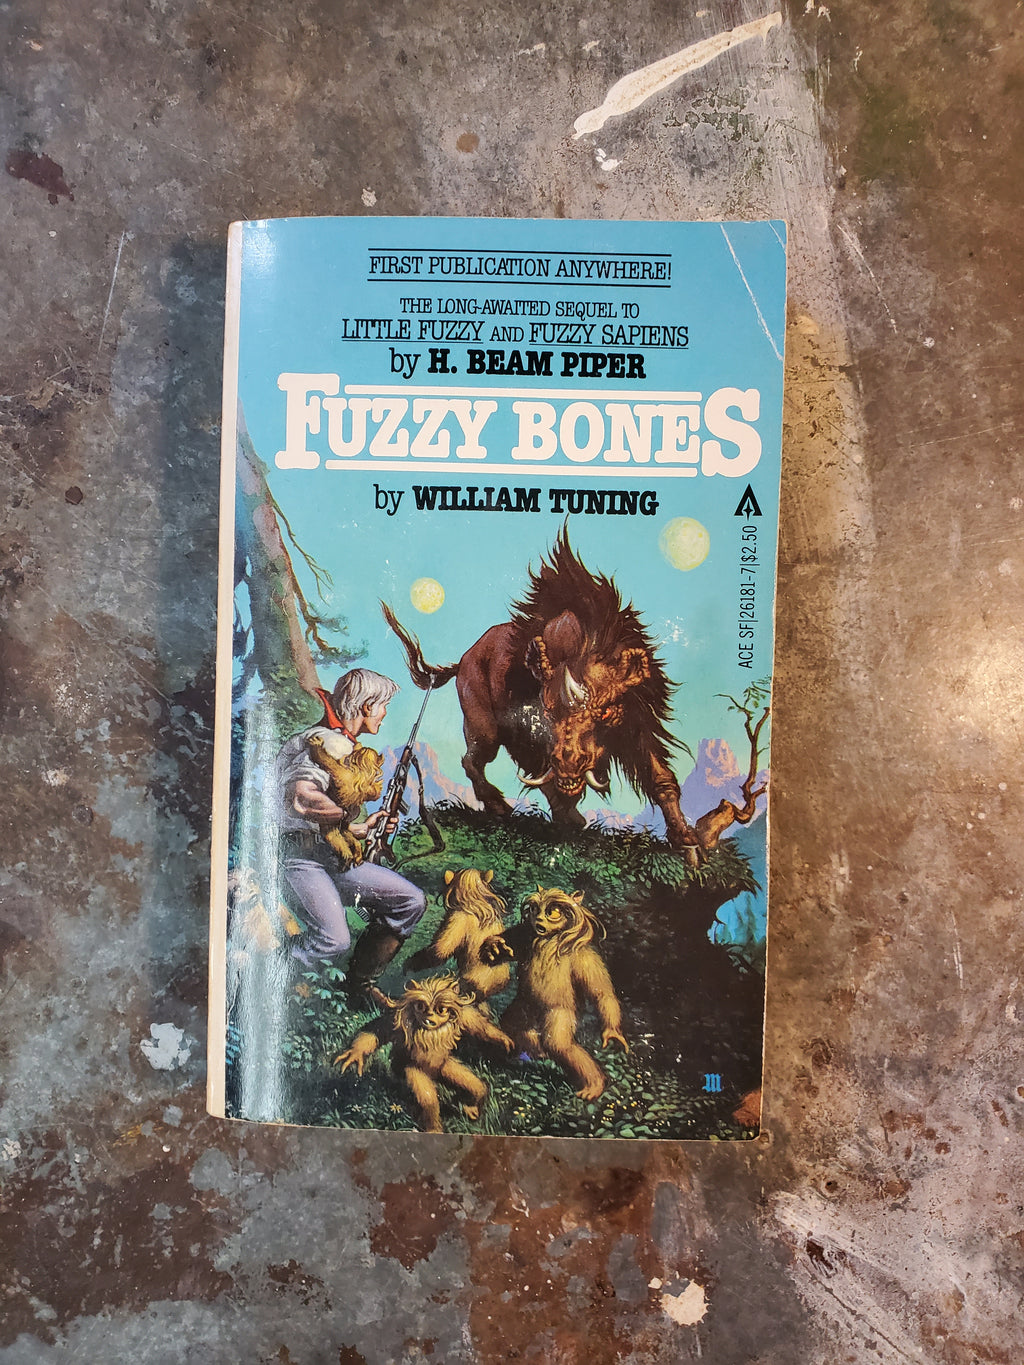 FIRST PUBLICATION ANYWHERE!
THE LONG-AWAITED SEQUEL TO
LITTLE FUZZY AND FUZZY SAPIENS
by H. BEAM PIPER
FUZZY BONES
by WILLIAM TUNING
ACE SF|26181-7|$2.50
M